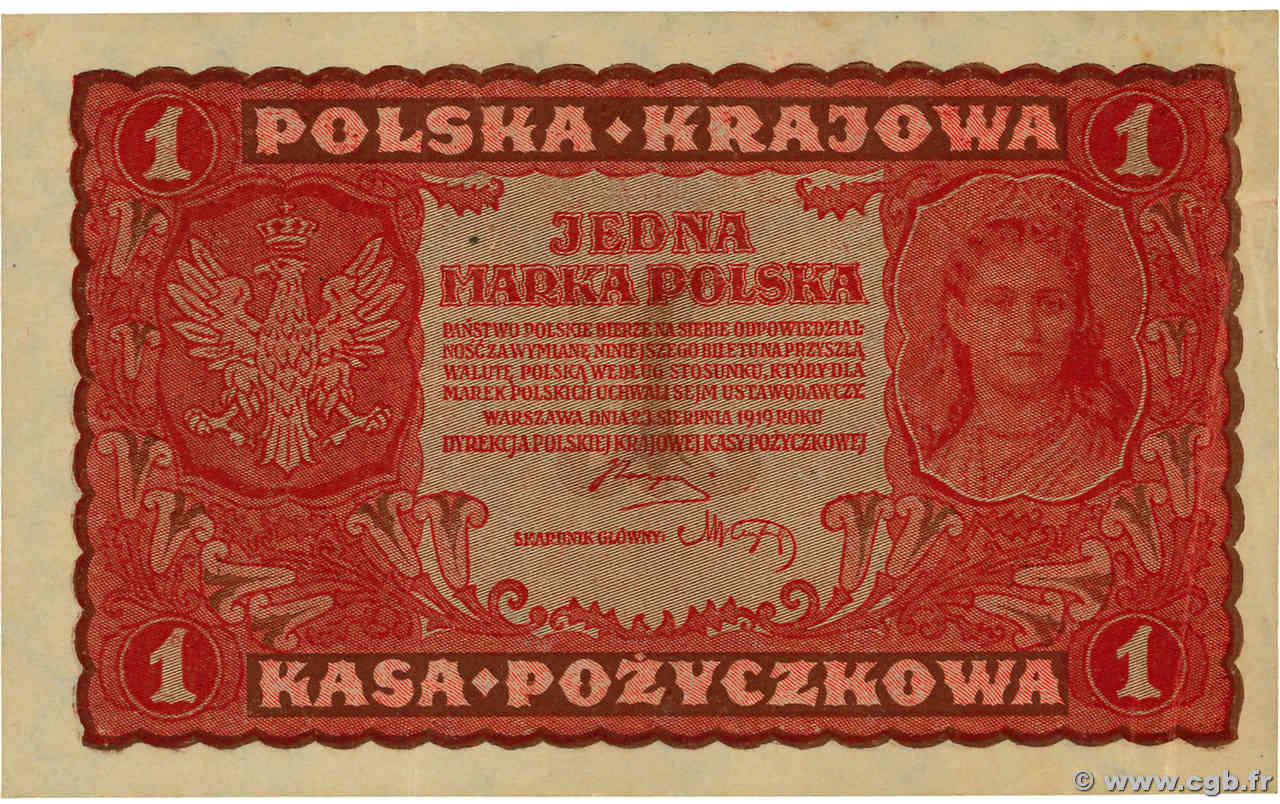 1 POLSKA • KRAJOWA 1
JEDNA
MARKA POLSKA
PAŃSTWO POLSKIE BIERZE NA SIEBIE ODPOWIEDZIAL-
NOŚĆ ZA WYMIANĘ NINIEJSZEGO BILETU NA PRZYSZŁĄ
WALUTĘ POLSKĄ WEDŁUG STOSUNKU, KTÓRY DLA
MAREK POLSKICH UCHWALI SEJM USTAWODAWCZY.
WARSZAWA, DNIA 23 SIERPNIA 1919 ROKU
DYREKCJA POLSKIEJ KRAJOWEJ KASY POŻYCZKOWEJ
SKARBNIK GŁÓWNY:
1 KASA • POŻYCZKOWA 1
© www.cgb.fr